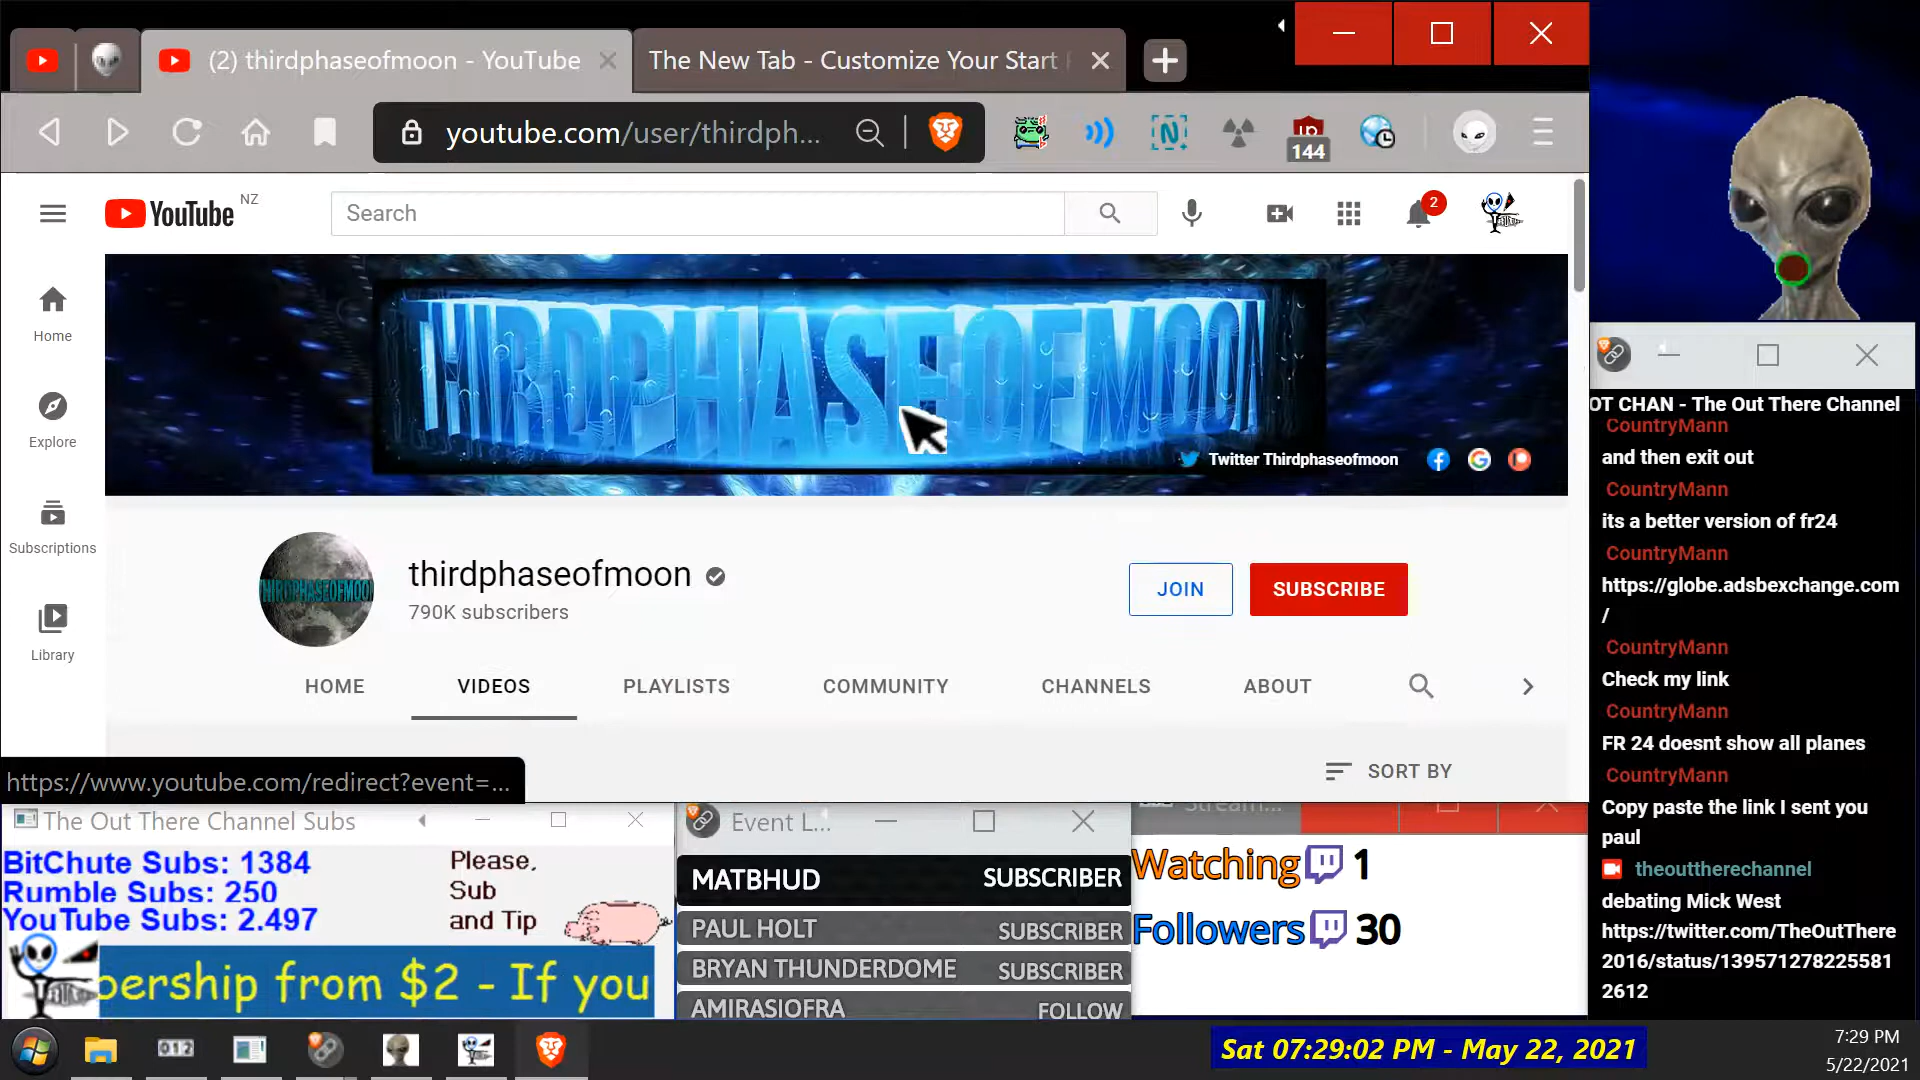 (2) thirdphaseofmoon - YouTube
The New Tab - Customize Your Start
youtube.com/user/thirdph...
144
YouTube NZ
Search
2
Home
Explore
Subscriptions
Library
THIRDPHASEOFMOON
Twitter Thirdphaseofmoon
THIRDPHASEOFMOON
thirdphaseofmoon
790K subscribers
JOIN
SUBSCRIBE
HOME
VIDEOS
PLAYLISTS
COMMUNITY
CHANNELS
ABOUT
SORT BY
https://www.youtube.com/redirect?event=...
The Out There Channel Subs
BitChute Subs: 1384
Rumble Subs: 250
YouTube Subs: 2.497
Please,
Sub
and Tip
bership from $2 - If you
Event L...
MATBHUD SUBSCRIBER
PAUL HOLT SUBSCRIBER
BRYAN THUNDERDOME SUBSCRIBER
AMIRASIOFRA FOLLOW
Stream...
Watching 1
Followers 30
OT CHAN - The Out There Channel
CountryMann
and then exit out
CountryMann
its a better version of fr24
CountryMann
https://globe.adsbexchange.com
/
CountryMann
Check my link
CountryMann
FR 24 doesnt show all planes
CountryMann
Copy paste the link I sent you
paul
theouttherechannel
debating Mick West
https://twitter.com/TheOutThere
2016/status/139571278225581
2612
012
Sat 07:29:02 PM - May 22, 2021
7:29 PM
5/22/2021